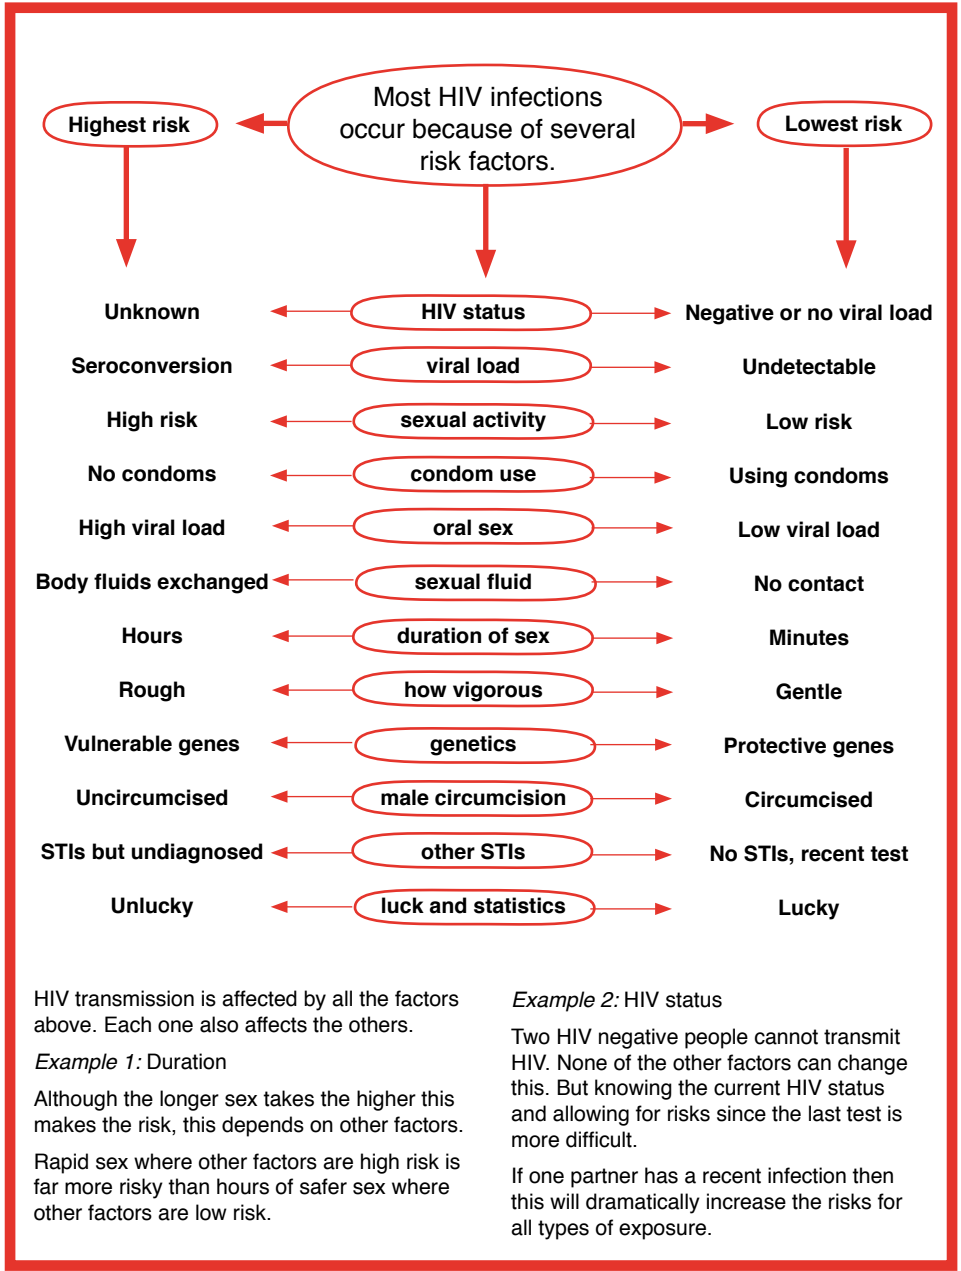 Most HIV infections
occur because of several
risk factors.
Highest risk
Lowest risk
Unknown HIV status Negative or no viral load
Seroconversion viral load Undetectable
High risk sexual activity Low risk
No condoms condom use Using condoms
High viral load oral sex Low viral load
Body fluids exchanged sexual fluid No contact
Hours duration of sex Minutes
Rough how vigorous Gentle
Vulnerable genes genetics Protective genes
Uncircumcised male circumcision Circumcised
STIs but undiagnosed other STIs No STIs, recent test
Unlucky luck and statistics Lucky
HIV transmission is affected by all the factors
above. Each one also affects the others.
Example 1: Duration
Although the longer sex takes the higher this
makes the risk, this depends on other factors.
Rapid sex where other factors are high risk is
far more risky than hours of safer sex where
other factors are low risk.
Example 2: HIV status
Two HIV negative people cannot transmit
HIV. None of the other factors can change
this. But knowing the current HIV status
and allowing for risks since the last test is
more difficult.
If one partner has a recent infection then
this will dramatically increase the risks for
all types of exposure.